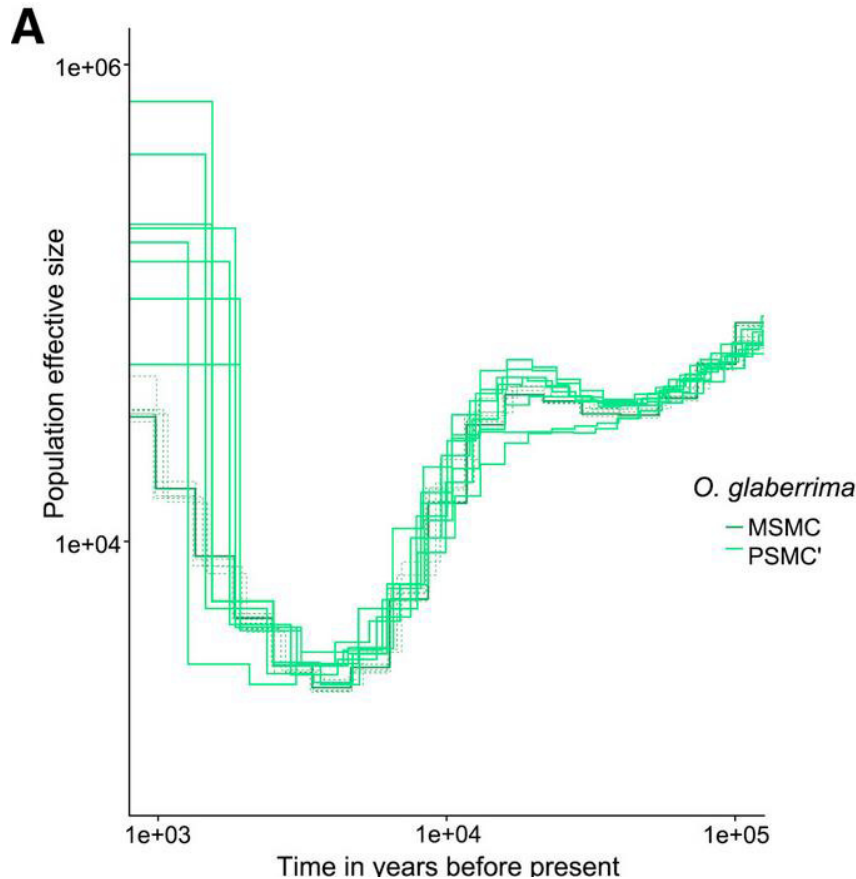 A
1e+06
Population effective size
1e+04
O. glaberrima
MSMC
PSMC'
1e+03
1e+04
1e+05
Time in years before present